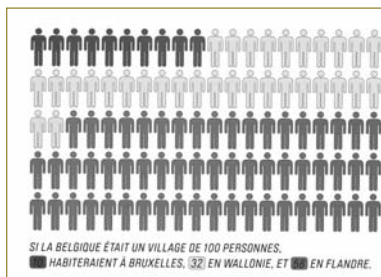 SI LA BELGIQUE ÉTAIT UN VILLAGE DE 100 PERSONNES,
10 HABITERAIENT À BRUXELLES, 32 EN WALLONIE, ET 58 EN FLANDRE.